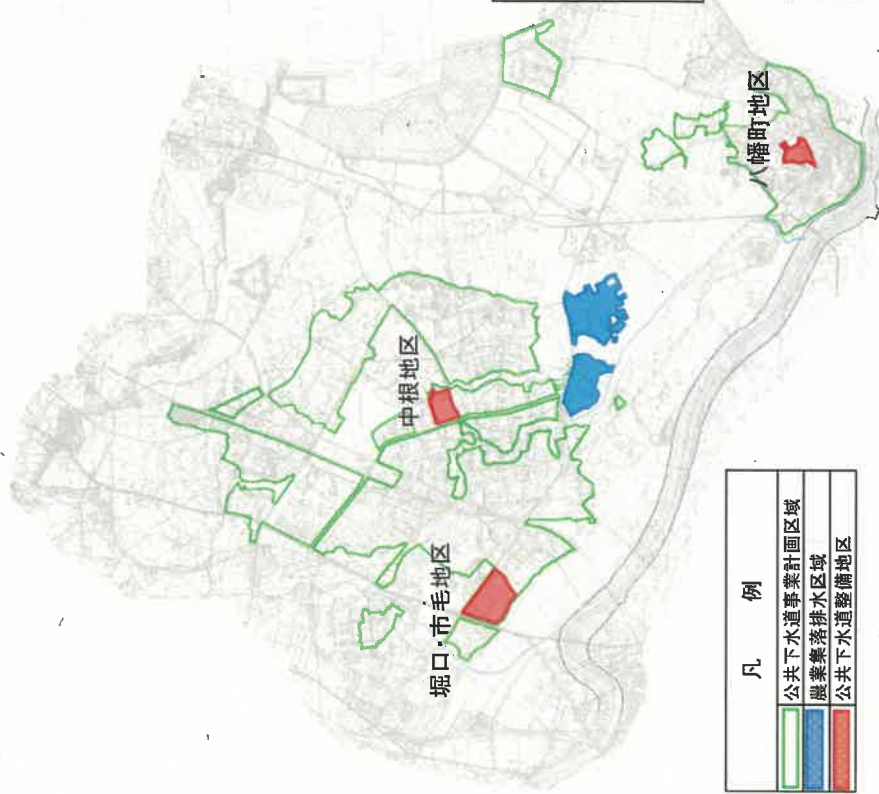 八幡町地区
中根地区
堀口・市毛地区
凡 例
公共下水道事業計画区域
農業集落排水区域
公共下水道整備地区